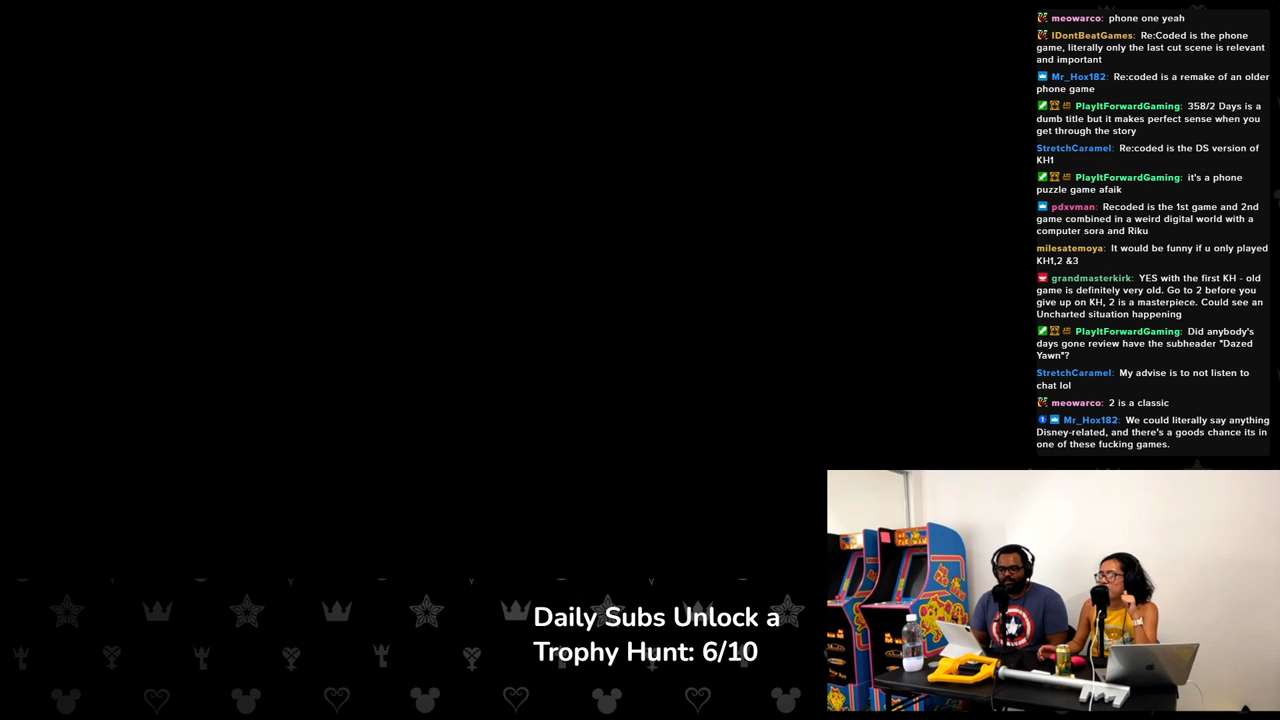 meowarco: phone one yeah
IDontBeatGames: Re:Coded is the phone
game, literally only the last cut scene is relevant
and important
Mr_Hox182: Re:coded is a remake of an older
phone game
PlayItForwardGaming: 358/2 Days is a
dumb title but it makes perfect sense when you
get through the story
StretchCaramel: Re:coded is the DS version of
KH1
PlayItForwardGaming: it's a phone
puzzle game afaik
pdxvman: Recoded is the 1st game and 2nd
game combined in a weird digital world with a
computer sora and Riku
milesatemoya: It would be funny if u only played
KH1,2 &3
grandmasterkirk: YES with the first KH - old
game is definitely very old. Go to 2 before you
give up on KH, 2 is a masterpiece. Could see an
Uncharted situation happening
PlayItForwardGaming: Did anybody's
days gone review have the subheader "Dazed
Yawn"?
StretchCaramel: My advise is to not listen to
chat lol
meowarco: 2 is a classic
Mr_Hox182: We could literally say anything
Disney-related, and there's a goods chance its in
one of these fucking games.
Daily Subs Unlock a
Trophy Hunt: 6/10